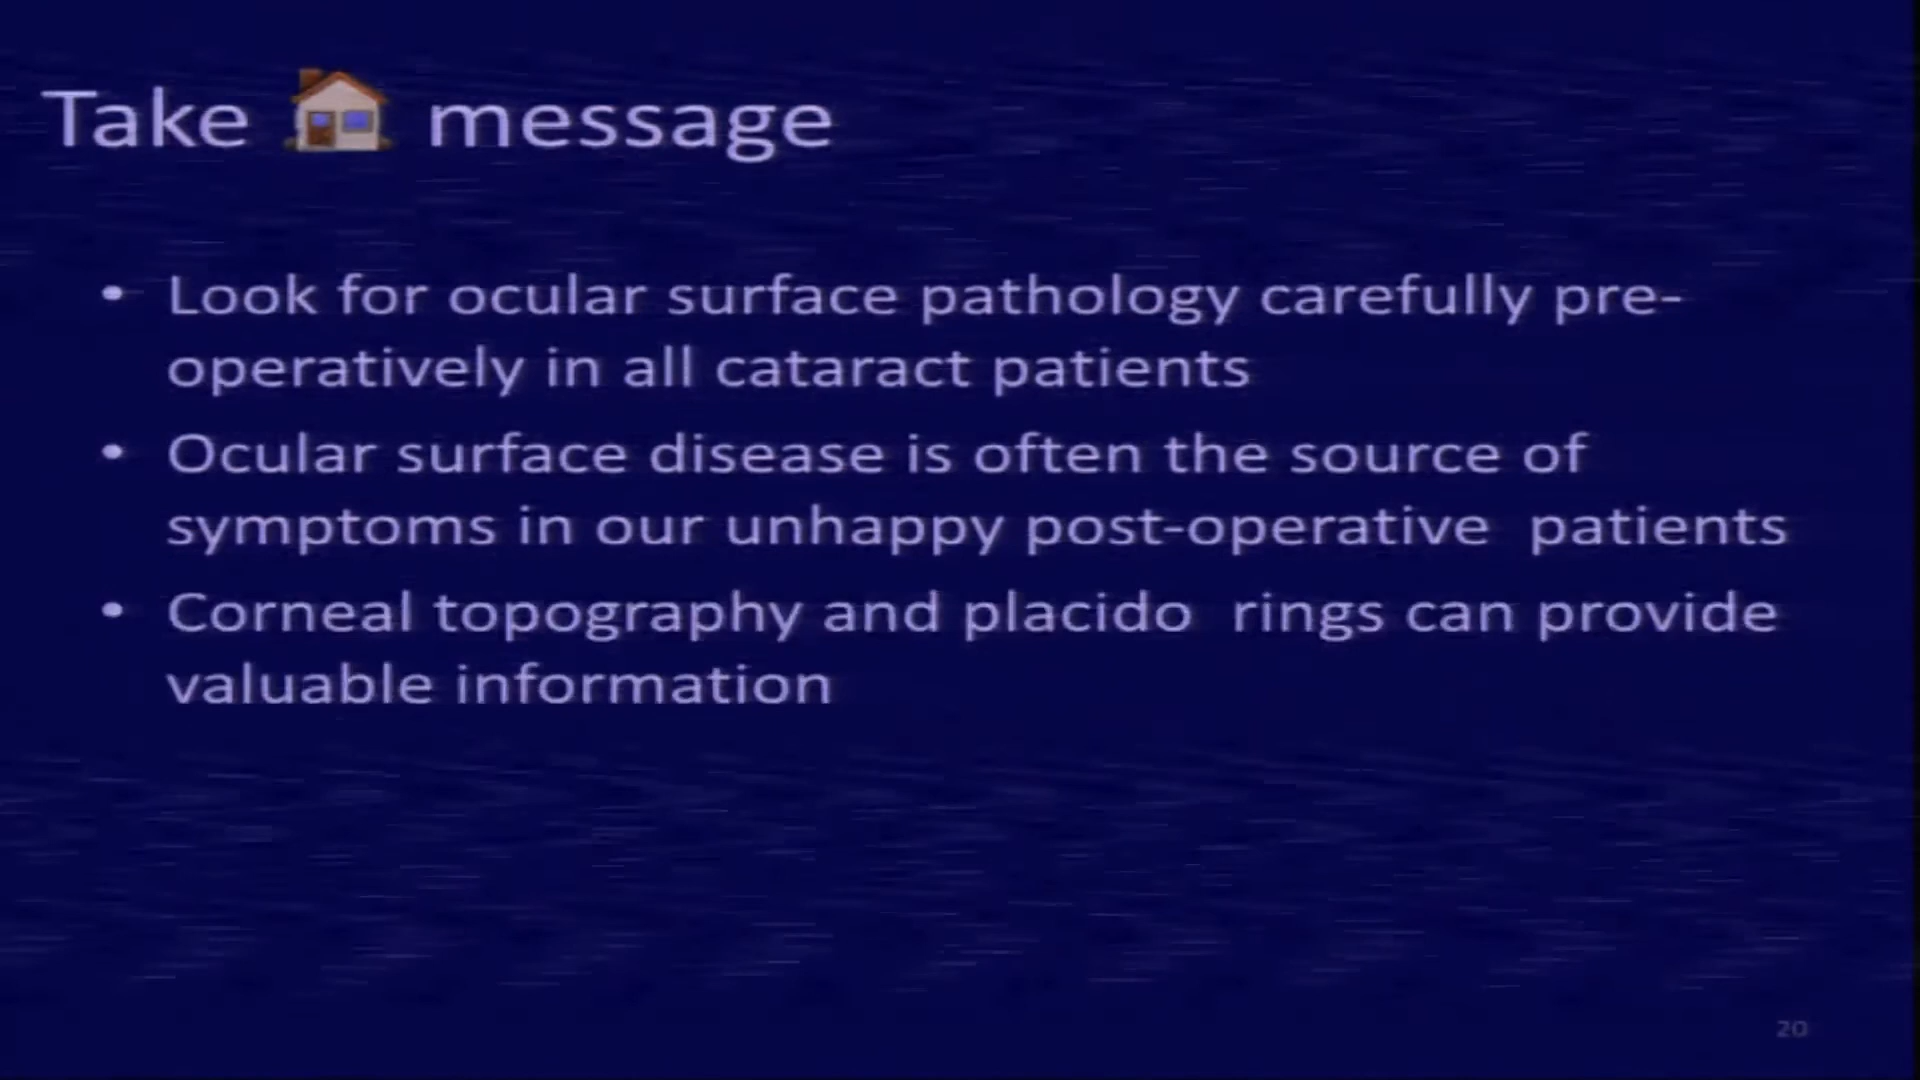 Take 🏠 message
• Look for ocular surface pathology carefully pre-
operatively in all cataract patients
• Ocular surface disease is often the source of
symptoms in our unhappy post-operative patients
• Corneal topography and placido rings can provide
valuable information
20